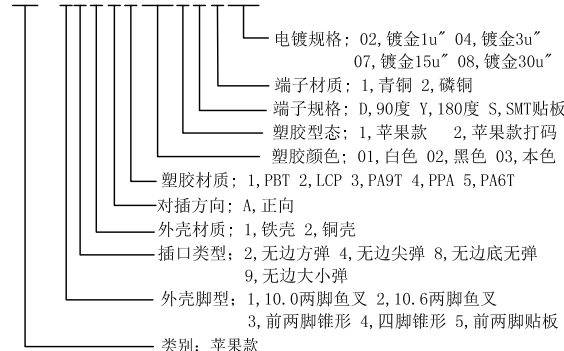 电镀规格; 02,镀金1u" 04,镀金3u"
07,镀金15u" 08,镀金30u"
端子材质; 1,青铜 2,磷铜
端子规格; D,90度 Y,180度 S,SMT贴板
塑胶型态; 1,苹果款 2,苹果款打码
塑胶颜色; 01,白色 02,黑色 03,本色
塑胶材质; 1,PBT 2,LCP 3,PA9T 4,PPA 5,PA6T
对插方向; A,正向
外壳材质; 1,铁壳 2,铜壳
插口类型; 2,无边方弹 4,无边尖弹 8,无边底无弹
9,无边大小弹
外壳脚型; 1,10.0两脚鱼叉 2,10.6两脚鱼叉
3,前两脚锥形 4,四脚锥形 5,前两脚贴板
类别: 苹果款